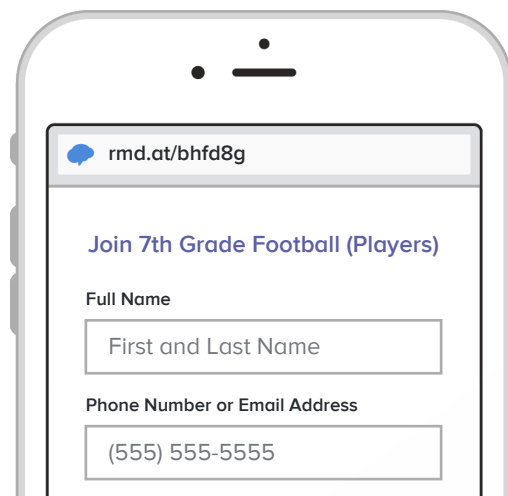 rmd.at/bhfd8g
Join 7th Grade Football (Players)
Full Name
First and Last Name
Phone Number or Email Address
(555) 555-5555